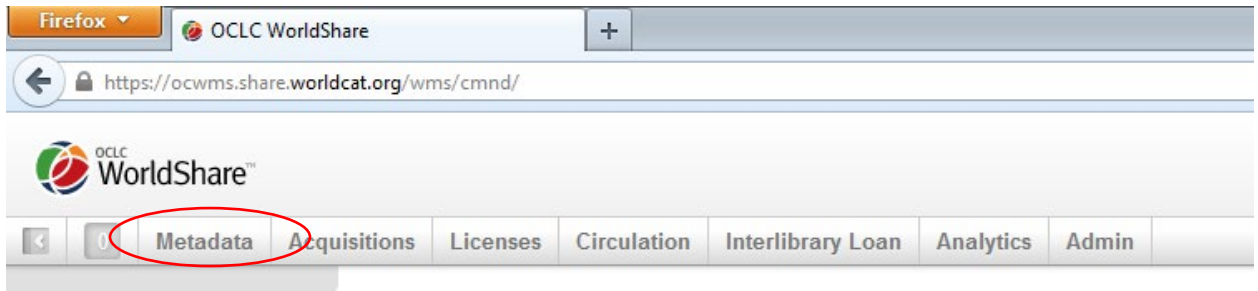 Firefox
OCLC WorldShare
+
https://ocwms.share.worldcat.org/wms/cmnd/
OCLC
WorldShare™
0 Metadata Acquisitions Licenses Circulation Interlibrary Loan Analytics Admin